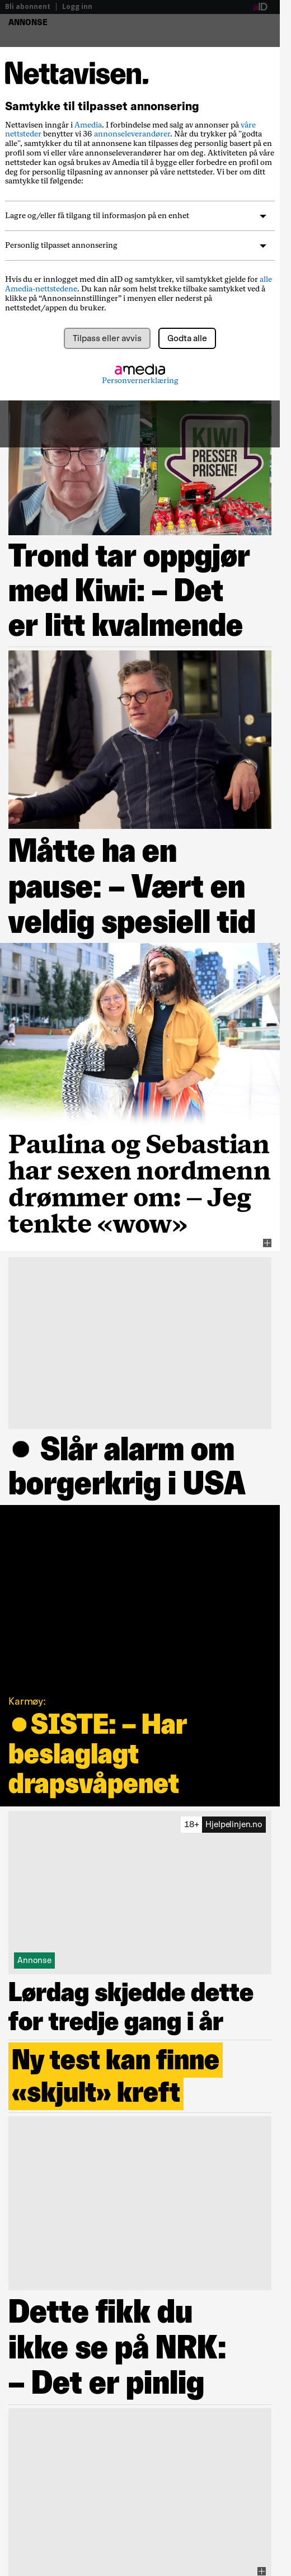 Bli abonnent | Logg inn
aID
ANNONSE
Nettavisen.
Samtykke til tilpasset annonsering
Nettavisen inngår i Amedia. I forbindelse med salg av annonser på våre
nettsteder benytter vi 36 annonseleverandører. Når du trykker på "godta
alle", samtykker du til at annonsene kan tilpasses deg personlig basert på en
profil som vi eller våre annonseleverandører har om deg. Aktiviteten på våre
nettsteder kan også brukes av Amedia til å bygge eller forbedre en profil om
deg for personlig tilpasning av annonser på våre nettsteder. Vi ber om ditt
samtykke til følgende:
Lagre og/eller få tilgang til informasjon på en enhet
Personlig tilpasset annonsering
Hvis du er innlogget med din aID og samtykker, vil samtykket gjelde for alle
Amedia-nettstedene. Du kan når som helst trekke tilbake samtykket ved å
klikke på “Annonseinnstillinger” i menyen eller nederst på
nettstedet/appen du bruker.
Tilpass eller avvis
Godta alle
amedia
Personvernerklæring
KIWI
PRESSER
PRISENE!
Trond tar oppgjør
med Kiwi: – Det
er litt kvalmende
Måtte ha en
pause: – Vært en
veldig spesiell tid
Paulina og Sebastian
har sexen nordmenn
drømmer om: – Jeg
tenkte «wow»
● Slår alarm om
borgerkrig i USA
Karmøy:
●SISTE: – Har
beslaglagt
drapsvåpenet
18+ Hjelpelinjen.no
Annonse
Lørdag skjedde dette
for tredje gang i år
Ny test kan finne
«skjult» kreft
Dette fikk du
ikke se på NRK:
– Det er pinlig